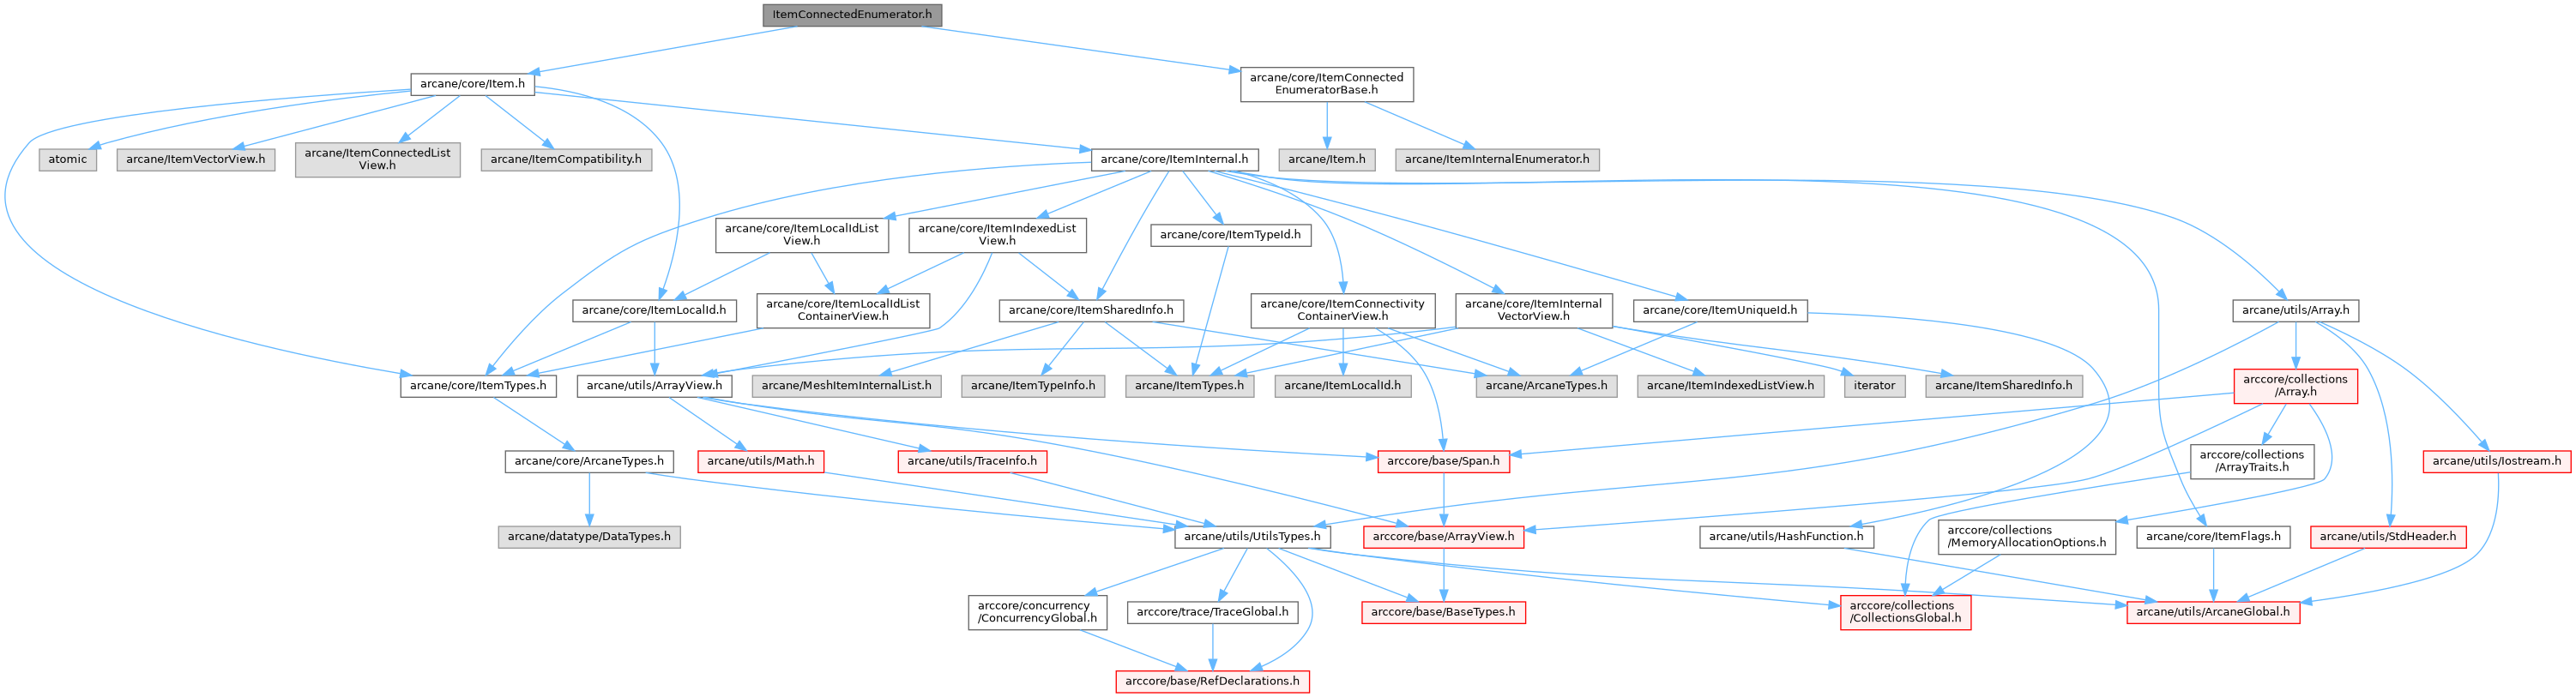 ItemConnectedEnumerator.h
arcane/core/Item.h
arcane/core/ItemConnected
EnumeratorBase.h
atomic
arcane/ItemVectorView.h
arcane/ItemConnectedList
View.h
arcane/ItemCompatibility.h
arcane/core/ItemInternal.h
arcane/Item.h
arcane/ItemInternalEnumerator.h
arcane/core/ItemLocalIdList
View.h
arcane/core/ItemIndexedList
View.h
arcane/core/ItemTypeId.h
arcane/core/ItemLocalId.h
arcane/core/ItemLocalIdList
ContainerView.h
arcane/core/ItemSharedInfo.h
arcane/core/ItemConnectivity
ContainerView.h
arcane/core/ItemInternal
VectorView.h
arcane/core/ItemUniqueId.h
arcane/utils/Array.h
arcane/core/ItemTypes.h
arcane/utils/ArrayView.h
arcane/MeshItemInternalList.h
arcane/ItemTypeInfo.h
arcane/ItemTypes.h
arcane/ItemLocalId.h
arcane/ArcaneTypes.h
arcane/ItemIndexedListView.h
iterator
arcane/ItemSharedInfo.h
arccore/collections
/Array.h
arcane/core/ArcaneTypes.h
arcane/utils/Math.h
arcane/utils/TraceInfo.h
arccore/base/Span.h
arccore/collections
/ArrayTraits.h
arcane/utils/Iostream.h
arcane/datatype/DataTypes.h
arcane/utils/UtilsTypes.h
arccore/base/ArrayView.h
arcane/utils/HashFunction.h
arccore/collections
/MemoryAllocationOptions.h
arcane/core/ItemFlags.h
arcane/utils/StdHeader.h
arccore/concurrency
/ConcurrencyGlobal.h
arccore/trace/TraceGlobal.h
arccore/base/BaseTypes.h
arccore/collections
/CollectionsGlobal.h
arcane/utils/ArcaneGlobal.h
arccore/base/RefDeclarations.h